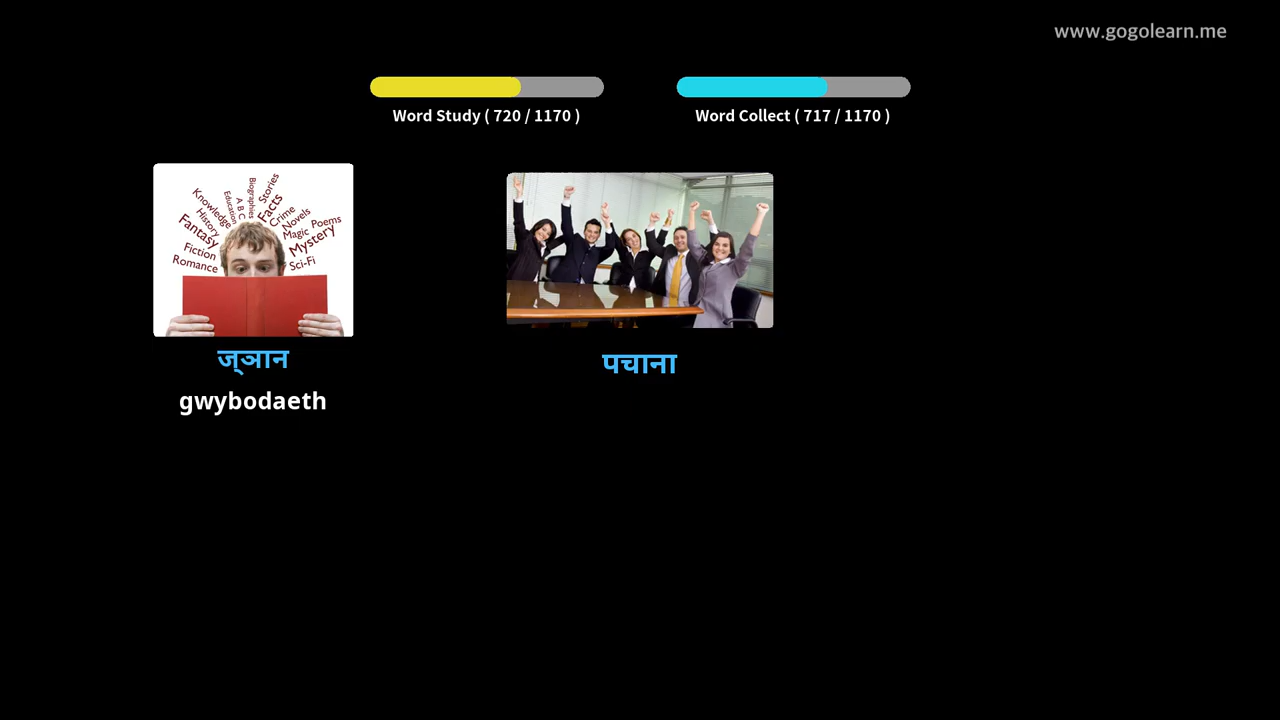 www.gogolearn.me
Word Study ( 720 / 1170 )
Word Collect ( 717 / 1170 )
Stories
Biographies
Knowledge
Education
A B C
Facts
Crime
History
Novels
Fantasy
Magic
Poems
Mystery
Fiction
Romance
Sci-Fi
ज्ञान
gwybodaeth
पचाना